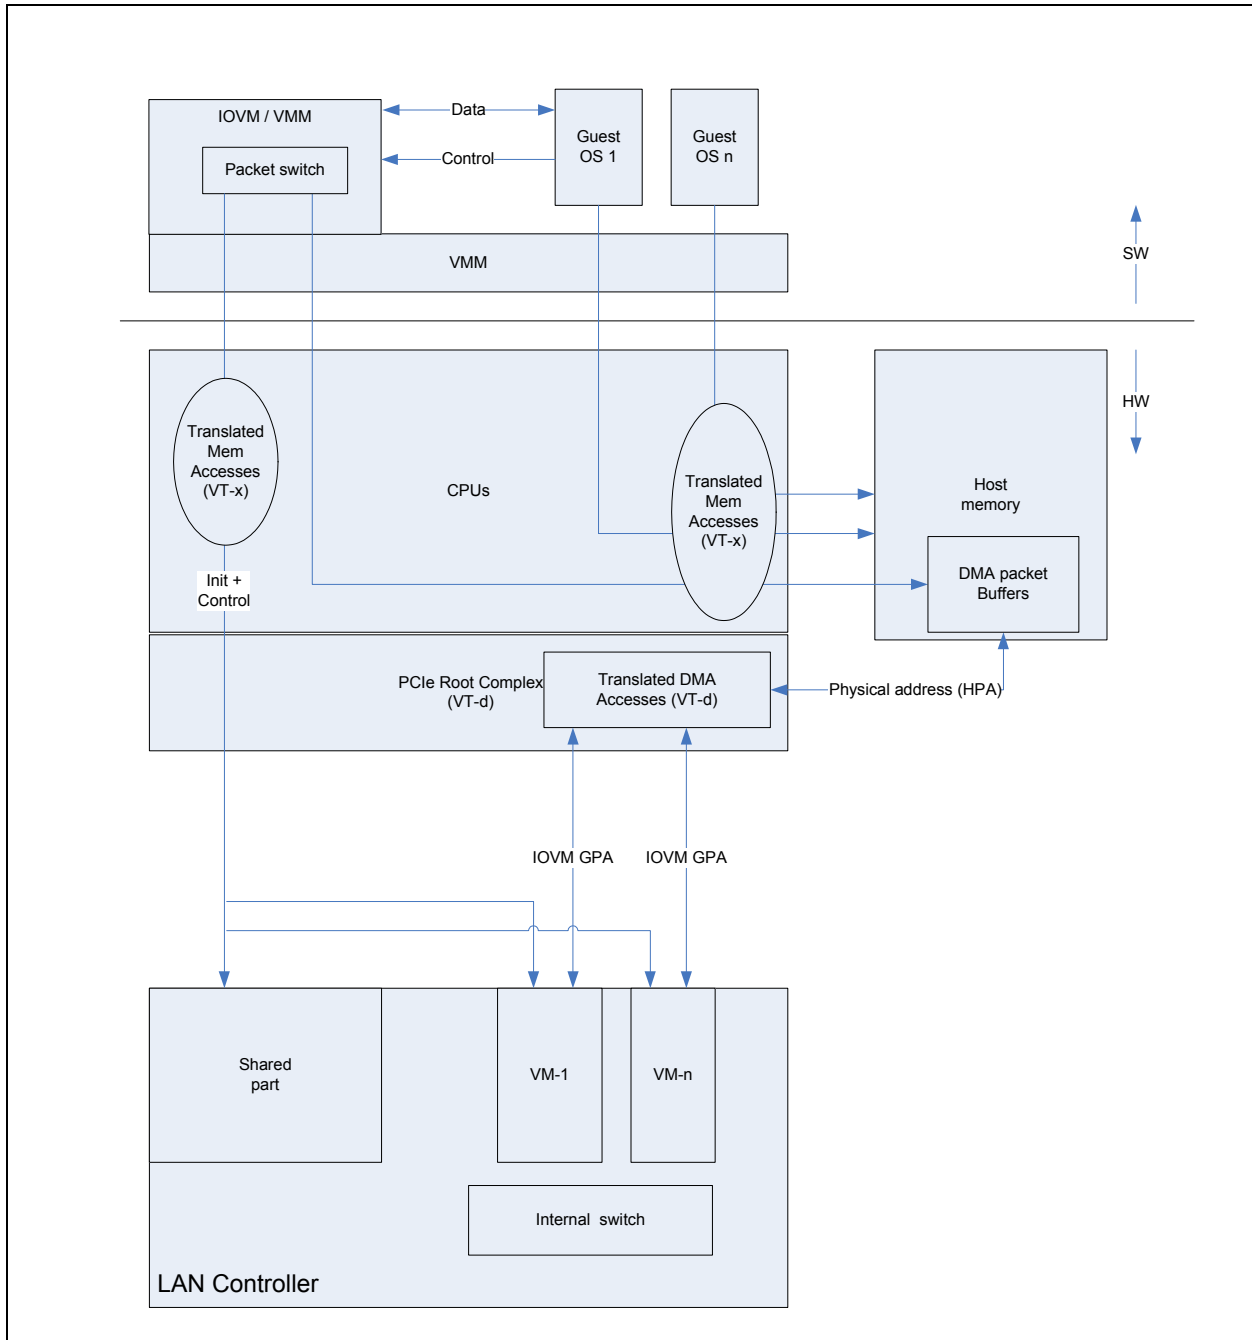 IOVM / VMM
Packet switch
Data
Control
Guest
OS 1
Guest
OS n
VMM
SW
HW
Translated
Mem
Accesses
(VT-x)
CPUs
Translated
Mem
Accesses
(VT-x)
Host
memory
DMA packet
Buffers
Init +
Control
PCIe Root Complex
(VT-d)
Translated DMA
Accesses (VT-d)
Physical address (HPA)
IOVM GPA
IOVM GPA
Shared
part
VM-1
VM-n
Internal switch
LAN Controller